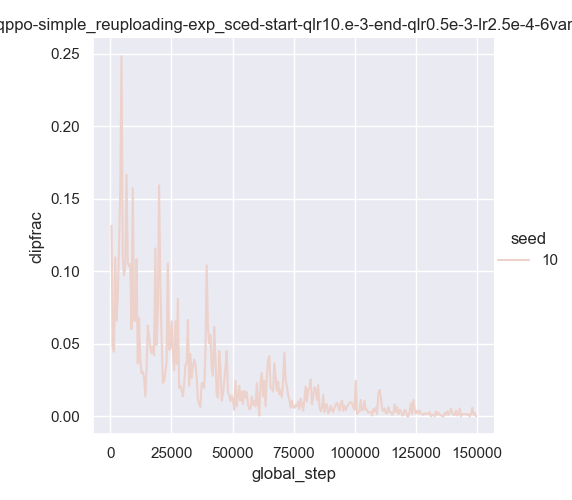 qppo-simple_reuploading-exp_sced-start-qlr10.e-3-end-qlr0.5e-3-lr2.5e-4-6var
0.25
0.20
0.15
0.10
0.05
0.00
clipfrac
0 25000 50000 75000 100000 125000 150000
global_step
seed
10